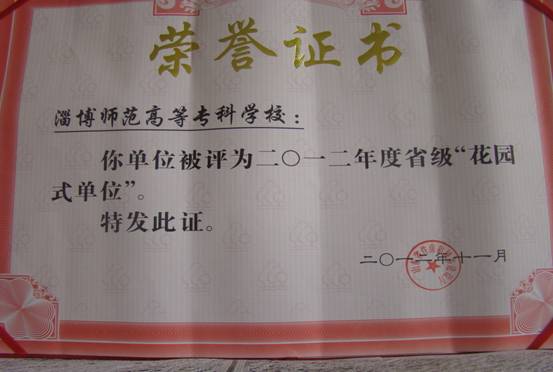 荣誉证书
淄博师范高等专科学校：
你单位被评为二〇一二年度省级“花园
式单位”。
特发此证。
二〇一二年十一月